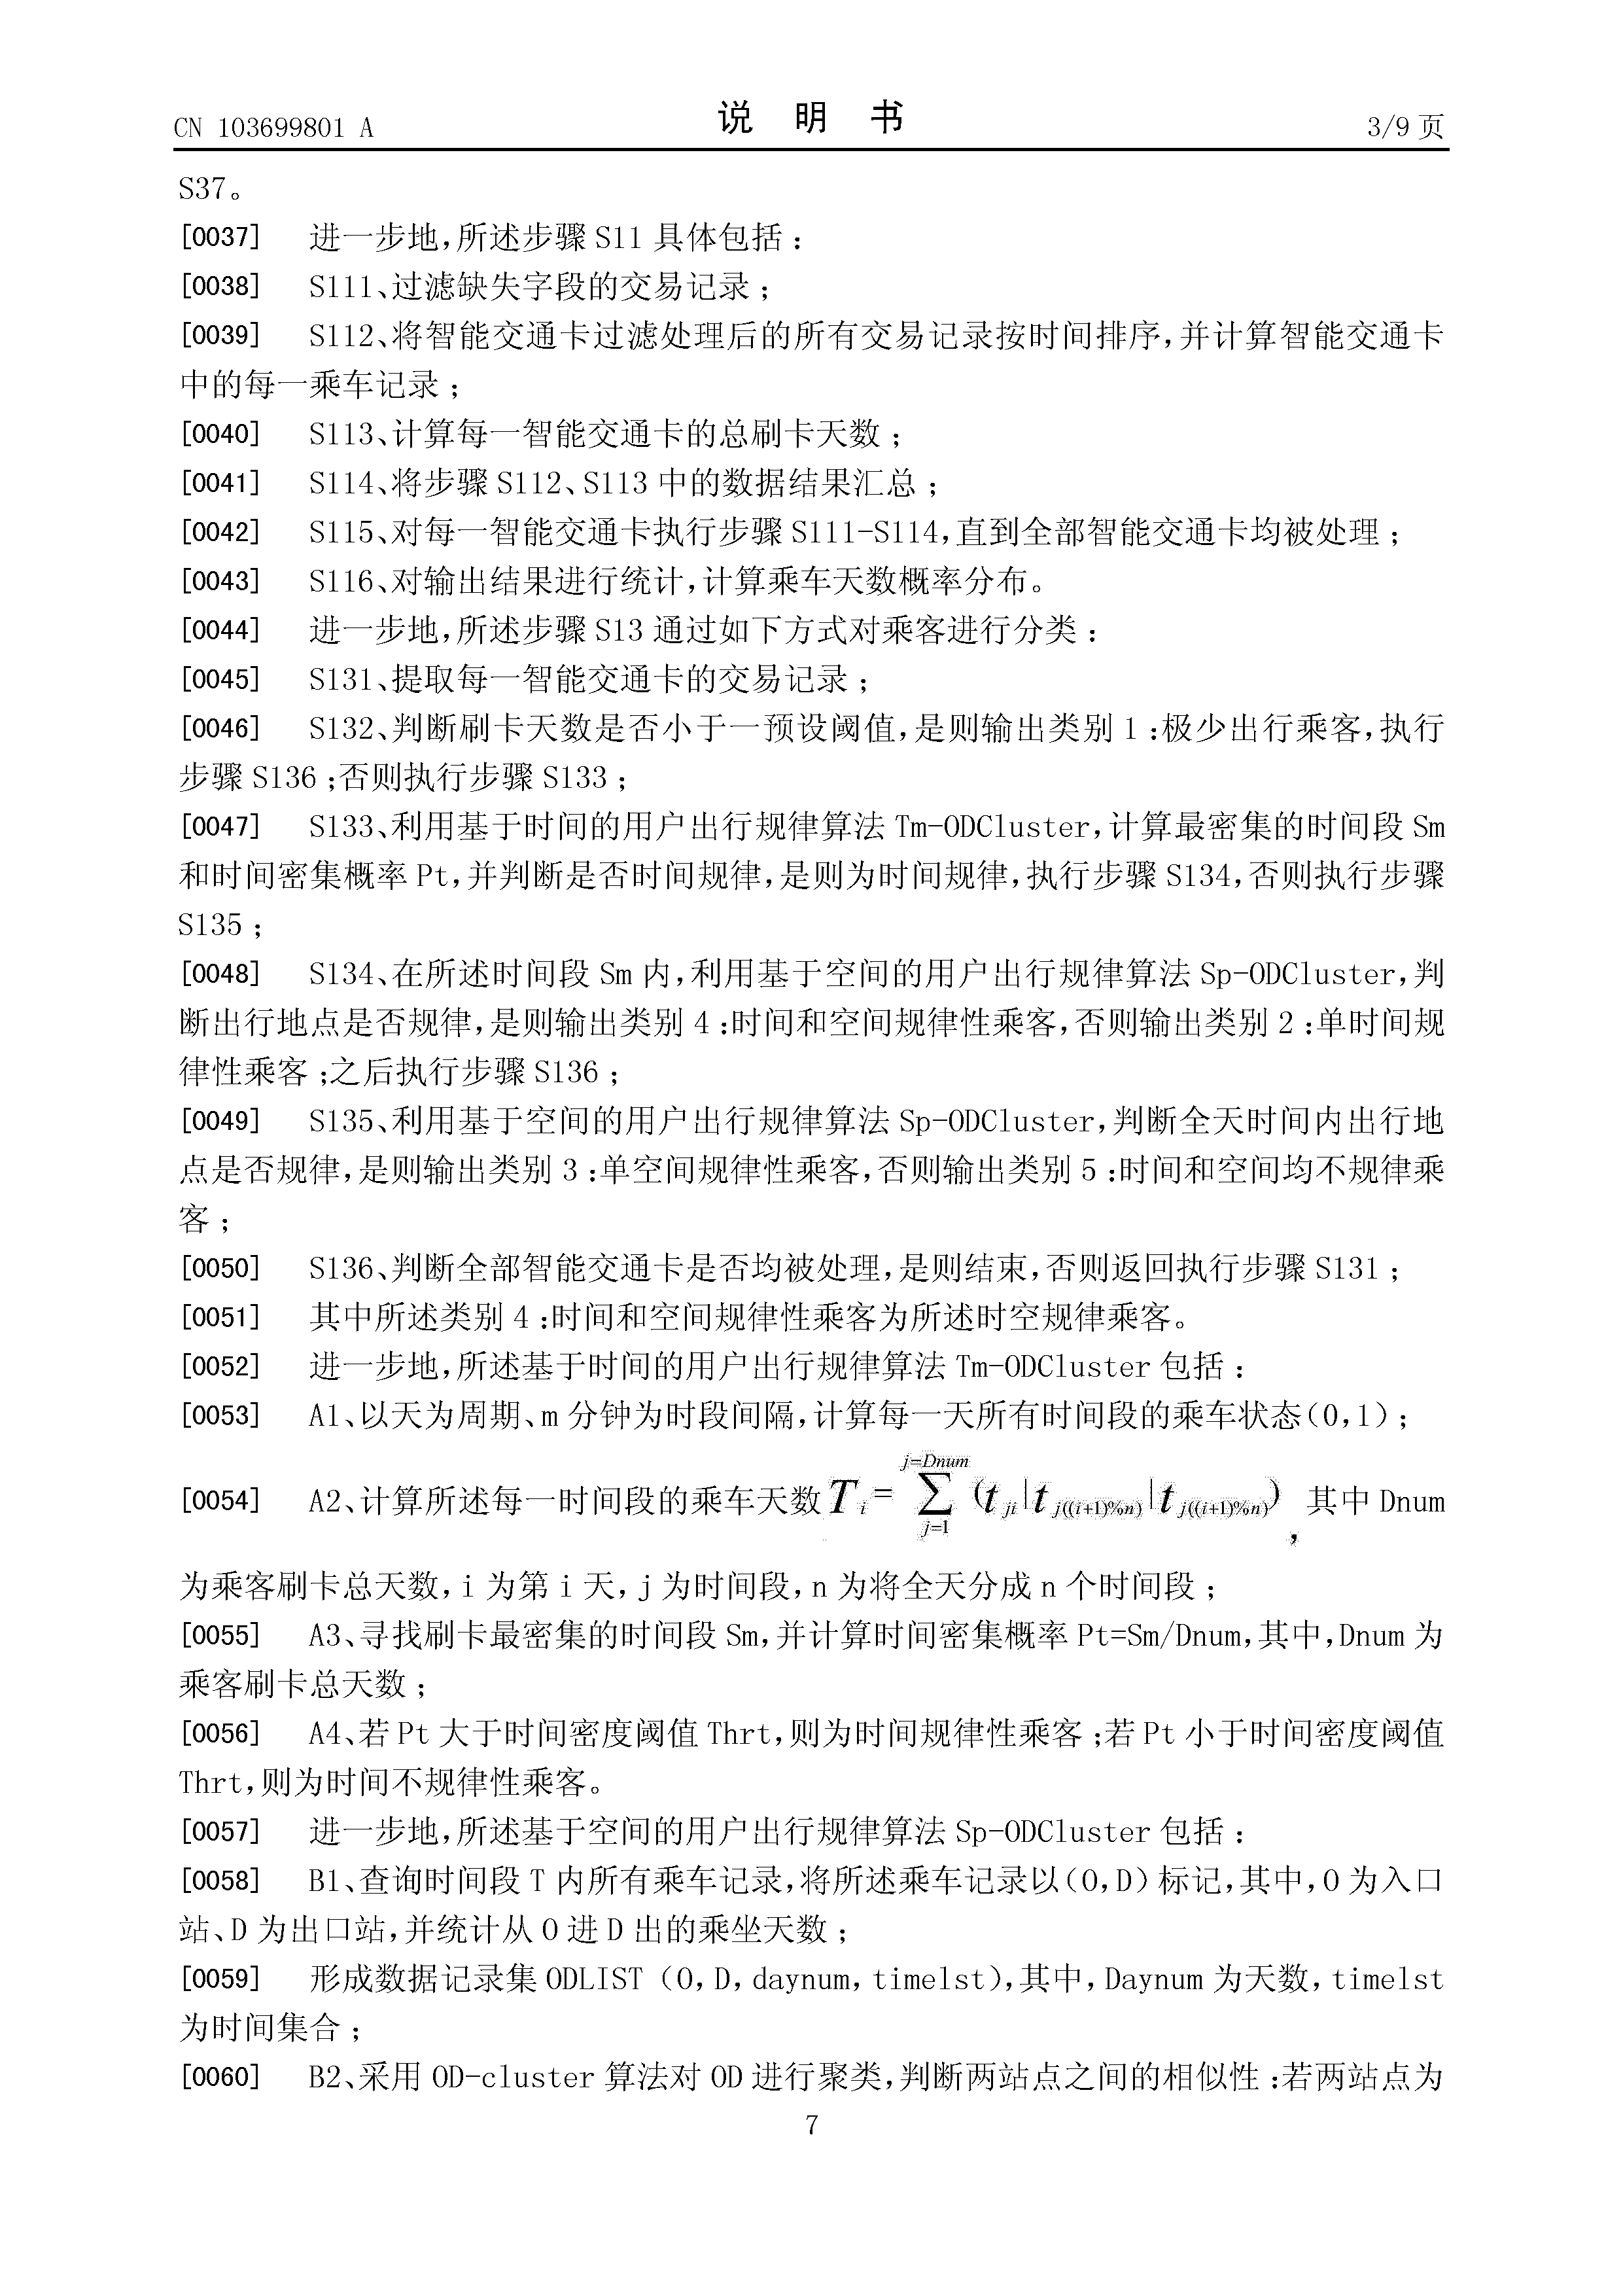 CN 103699801 A
说 明 书
3/9 页
S37。
[0037] 进一步地,所述步骤 S11 具体包括：
[0038] S111、过滤缺失字段的交易记录；
[0039] S112、将智能交通卡过滤处理后的所有交易记录按时间排序,并计算智能交通卡
中的每一乘车记录；
[0040] S113、计算每一智能交通卡的总刷卡天数；
[0041] S114、将步骤 S112、S113 中的数据结果汇总；
[0042] S115、对每一智能交通卡执行步骤 S111-S114,直到全部智能交通卡均被处理；
[0043] S116、对输出结果进行统计,计算乘车天数概率分布。
[0044] 进一步地,所述步骤 S13 通过如下方式对乘客进行分类：
[0045] S131、提取每一智能交通卡的交易记录；
[0046] S132、判断刷卡天数是否小于一预设阈值,是则输出类别 1 :极少出行乘客,执行
步骤 S136 ;否则执行步骤 S133；
[0047] S133、利用基于时间的用户出行规律算法 Tm-ODCluster,计算最密集的时间段 Sm
和时间密集概率 Pt,并判断是否时间规律,是则为时间规律,执行步骤 S134,否则执行步骤
S135；
[0048] S134、在所述时间段 Sm 内,利用基于空间的用户出行规律算法 Sp-ODCluster,判
断出行地点是否规律,是则输出类别 4 :时间和空间规律性乘客,否则输出类别 2 :单时间规
律性乘客 ;之后执行步骤 S136；
[0049] S135、利用基于空间的用户出行规律算法 Sp-ODCluster,判断全天时间内出行地
点是否规律,是则输出类别 3 :单空间规律性乘客,否则输出类别 5 :时间和空间均不规律乘
客；
[0050] S136、判断全部智能交通卡是否均被处理,是则结束,否则返回执行步骤 S131；
[0051] 其中所述类别 4 :时间和空间规律性乘客为所述时空规律乘客。
[0052] 进一步地,所述基于时间的用户出行规律算法 Tm-ODCluster 包括：
[0053] A1、以天为周期、m 分钟为时段间隔,计算每一天所有时间段的乘车状态(0,1)；
[0054] A2、计算所述每一时间段的乘车天数 T_i = ∑_{j=1}^{j=Dnum} (t_{ji}|t_{j((i+1)%n)}|t_{j((i+1)%n)}) ,其中 Dnum
为乘客刷卡总天数,i 为第 i 天,j 为时间段,n 为将全天分成 n 个时间段；
[0055] A3、寻找刷卡最密集的时间段 Sm,并计算时间密集概率 Pt=Sm/Dnum,其中,Dnum 为
乘客刷卡总天数；
[0056] A4、若 Pt 大于时间密度阈值 Thrt,则为时间规律性乘客 ;若 Pt 小于时间密度阈值
Thrt,则为时间不规律性乘客。
[0057] 进一步地,所述基于空间的用户出行规律算法 Sp-ODCluster 包括：
[0058] B1、查询时间段 T 内所有乘车记录,将所述乘车记录以(O,D)标记,其中,O 为入口
站、D 为出口站,并统计从 O 进 D 出的乘坐天数；
[0059] 形成数据记录集 ODLIST（O, D, daynum, timelst),其中, Daynum 为天数, timelst
为时间集合；
[0060] B2、采用 OD-cluster 算法对 OD 进行聚类,判断两站点之间的相似性 :若两站点为
7